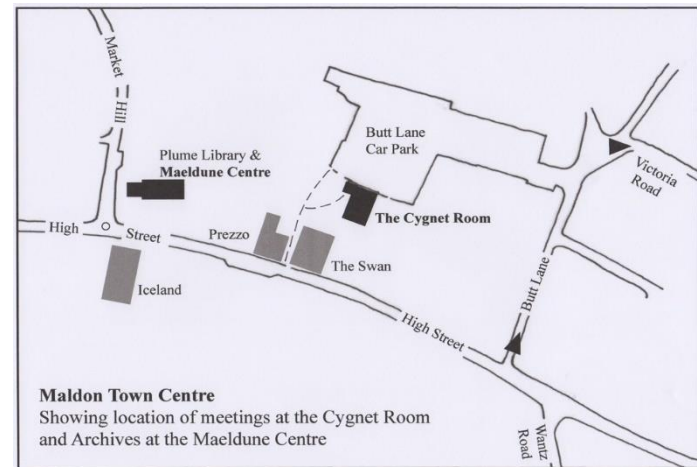 Market
Hill
Plume Library &
Maeldune Centre
Butt Lane
Car Park
Victoria
Road
The Cygnet Room
High
Street
Prezzo
The Swan
Iceland
High Street
Butt Lane
Wantz
Road
Maldon Town Centre
Showing location of meetings at the Cygnet Room
and Archives at the Maeldune Centre